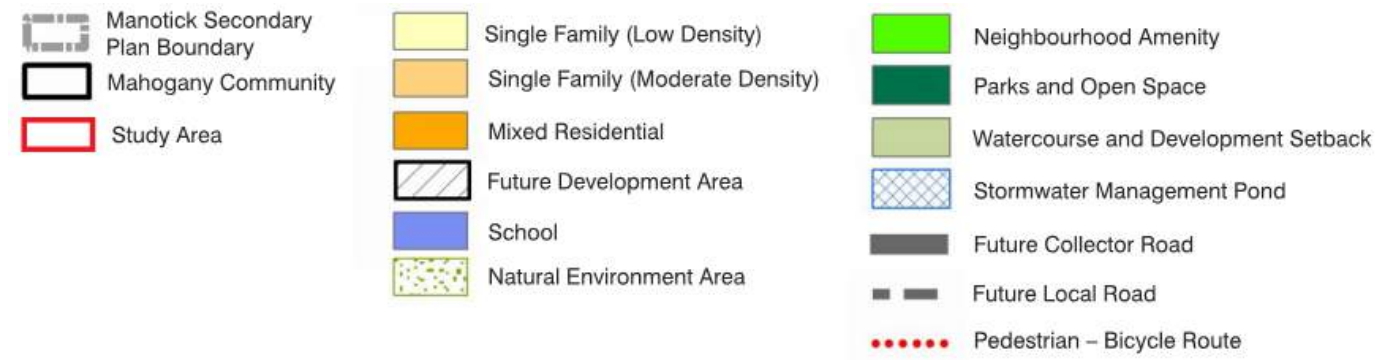 Manotick Secondary
Plan Boundary
Mahogany Community
Study Area
Single Family (Low Density)
Single Family (Moderate Density)
Mixed Residential
Future Development Area
School
Natural Environment Area
Neighbourhood Amenity
Parks and Open Space
Watercourse and Development Setback
Stormwater Management Pond
Future Collector Road
Future Local Road
Pedestrian – Bicycle Route